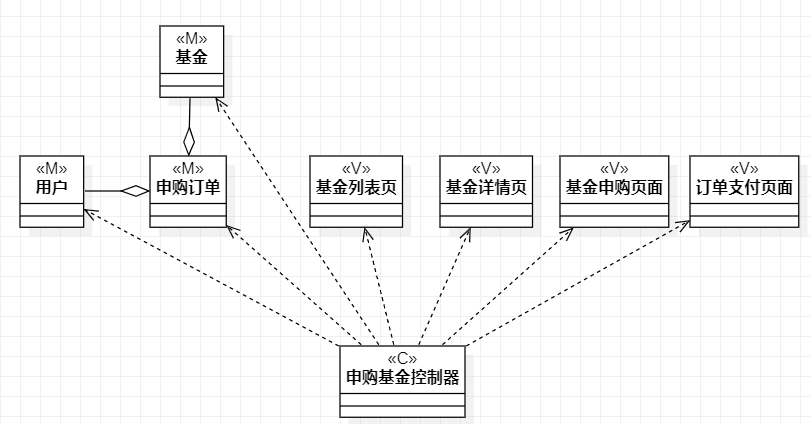 «M»
基金
«M»
用户
«M»
申购订单
«V»
基金列表页
«V»
基金详情页
«V»
基金申购页面
«V»
订单支付页面
«C»
申购基金控制器